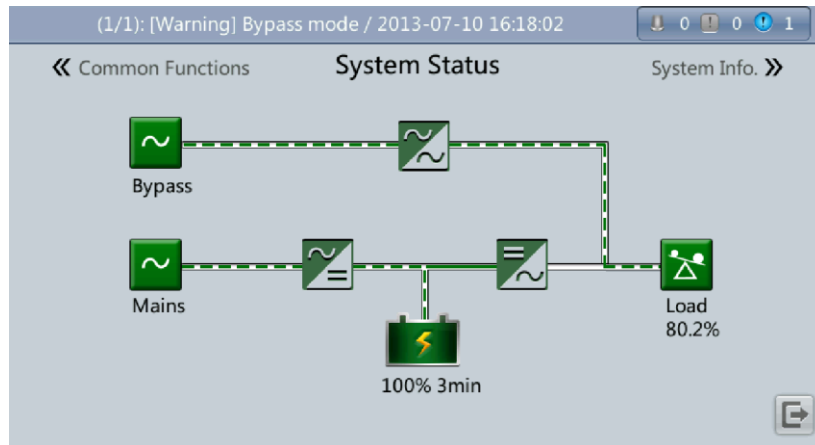 (1/1): [Warning] Bypass mode / 2013-07-10 16:18:02
0 0 1
Common Functions
System Status
System Info.
Bypass
Mains
Load
80.2%
100% 3min